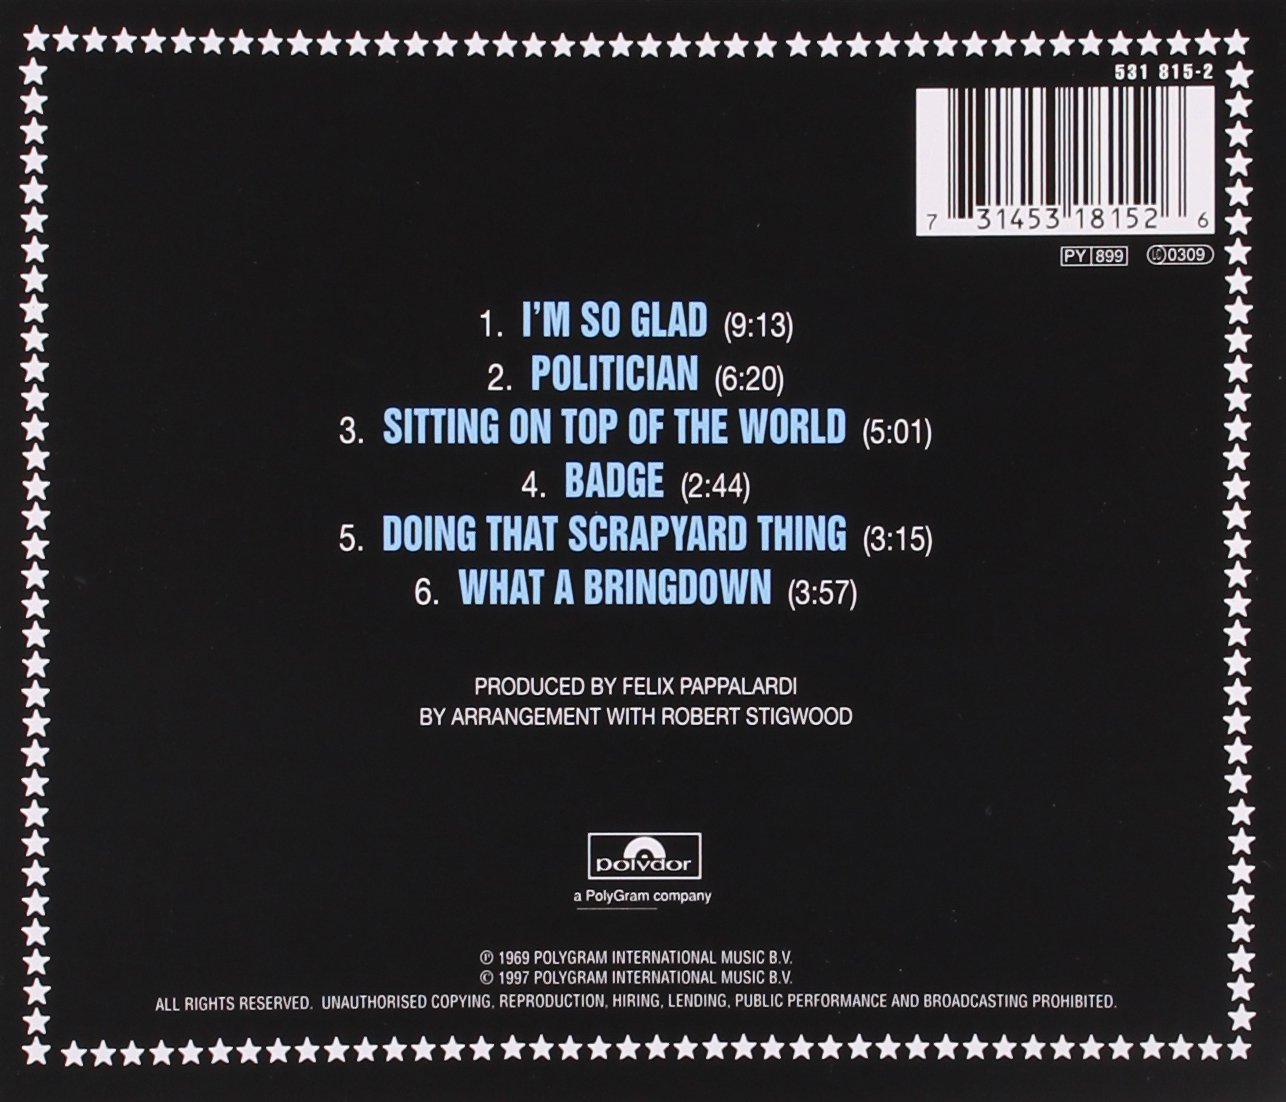 531 815-2
7 31453 18152 6
PY 899 LC 0309
1. I'M SO GLAD (9:13)
2. POLITICIAN (6:20)
3. SITTING ON TOP OF THE WORLD (5:01)
4. BADGE (2:44)
5. DOING THAT SCRAPYARD THING (3:15)
6. WHAT A BRINGDOWN (3:57)
PRODUCED BY FELIX PAPPALARDI
BY ARRANGEMENT WITH ROBERT STIGWOOD
polydor
a PolyGram company
℗ 1969 POLYGRAM INTERNATIONAL MUSIC B.V.
© 1997 POLYGRAM INTERNATIONAL MUSIC B.V.
ALL RIGHTS RESERVED. UNAUTHORISED COPYING, REPRODUCTION, HIRING, LENDING, PUBLIC PERFORMANCE AND BROADCASTING PROHIBITED.